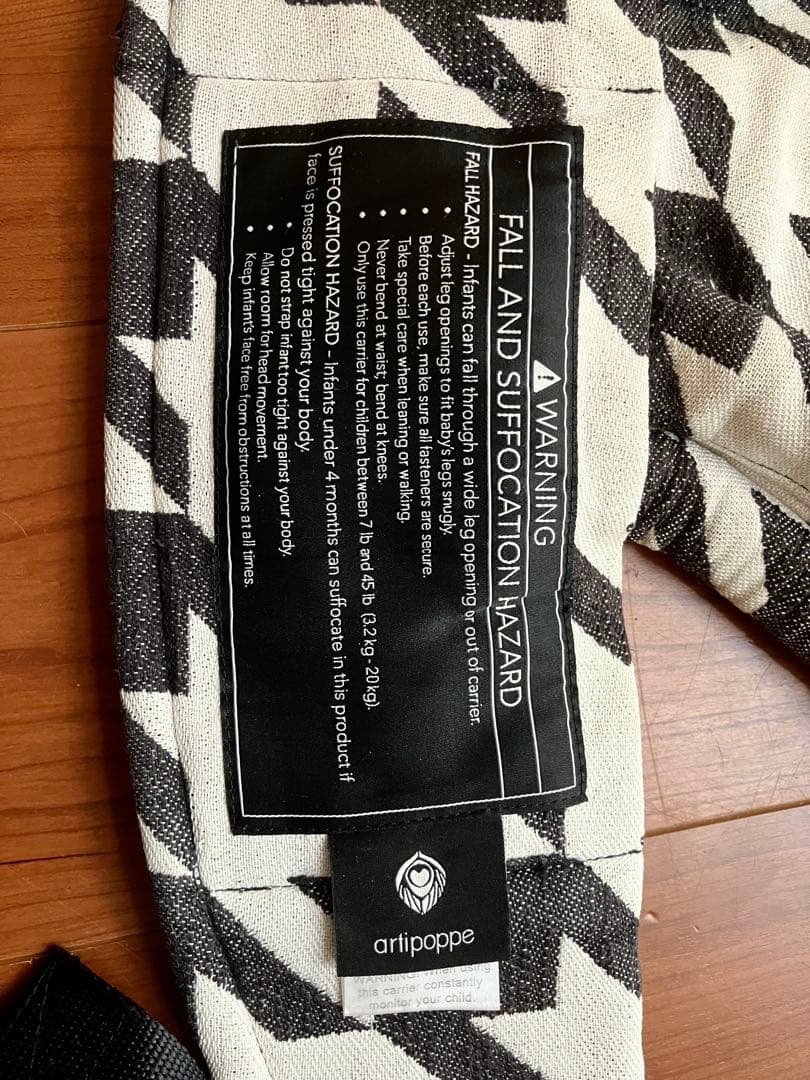 WARNING
FALL AND SUFFOCATION HAZARD
FALL HAZARD – Infants can fall through a wide leg opening or out of carrier.
• Adjust leg openings to fit baby's legs snugly.
• Before each use, make sure all fasteners are secure.
• Take special care when leaning or walking.
• Never bend at waist; bend at knees.
• Only use this carrier for children between 7 lb and 45 lb (3.2 kg - 20 kg).
SUFFOCATION HAZARD – Infants under 4 months can suffocate in this product if
face is pressed tight against your body.
• Do not strap infant too tight against your body.
• Allow room for head movement.
• Keep infant's face free from obstructions at all times.
artipoppe
WARNING: When using
this carrier constantly
monitor your child.